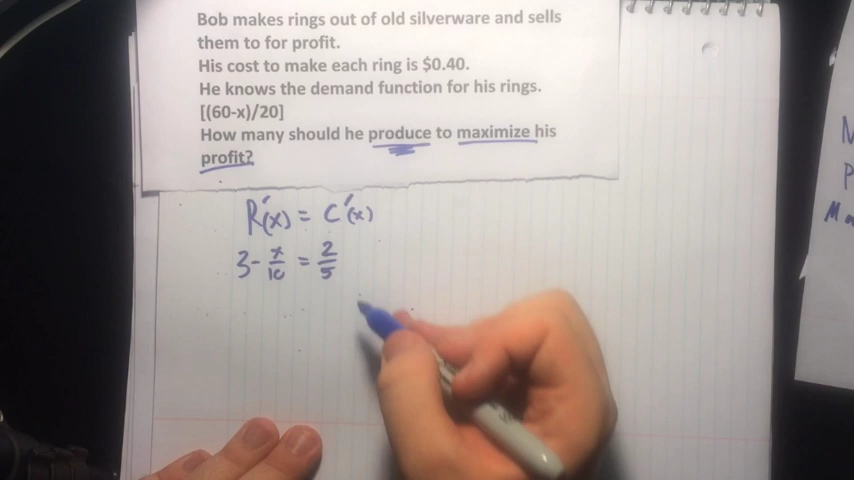 Bob makes rings out of old silverware and sells
them to for profit.
His cost to make each ring is $0.40.
He knows the demand function for his rings.
[(60-x)/20]
How many should he produce to maximize his
profit?
R'(x) = C'(x)
3 - x/10 = 2/5
N
P
Ma